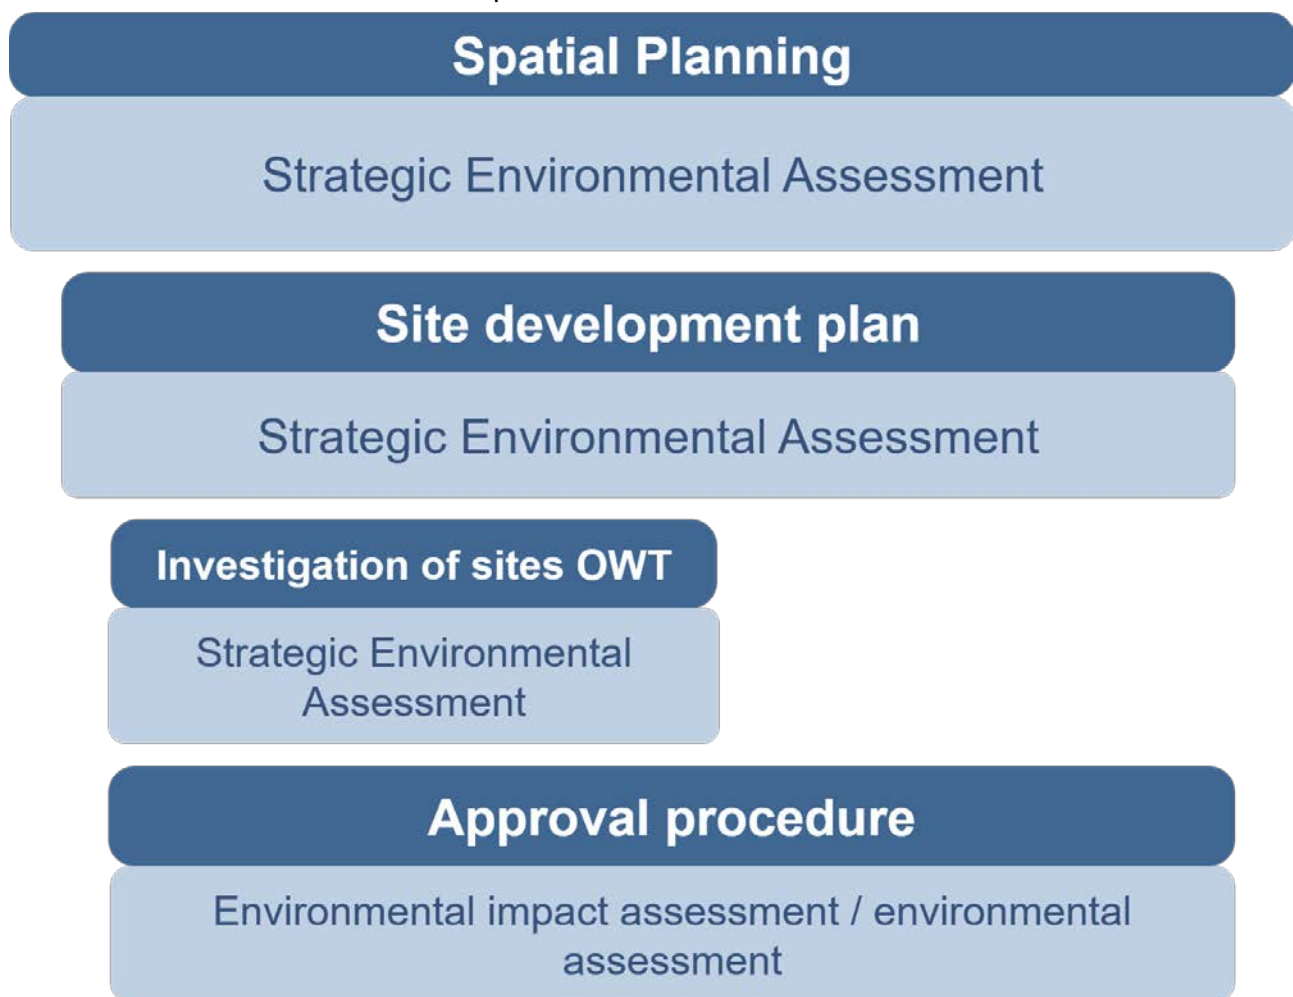 Spatial Planning
Strategic Environmental Assessment
Site development plan
Strategic Environmental Assessment
Investigation of sites OWT
Strategic Environmental
Assessment
Approval procedure
Environmental impact assessment / environmental
assessment